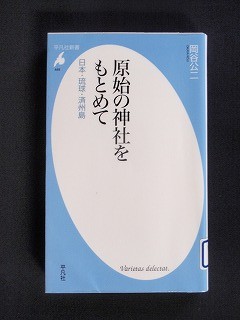 平凡社新書
岡谷公二
原始の神社を
もとめて
日本・琉球・済州島
Varietas delectat.
平凡社